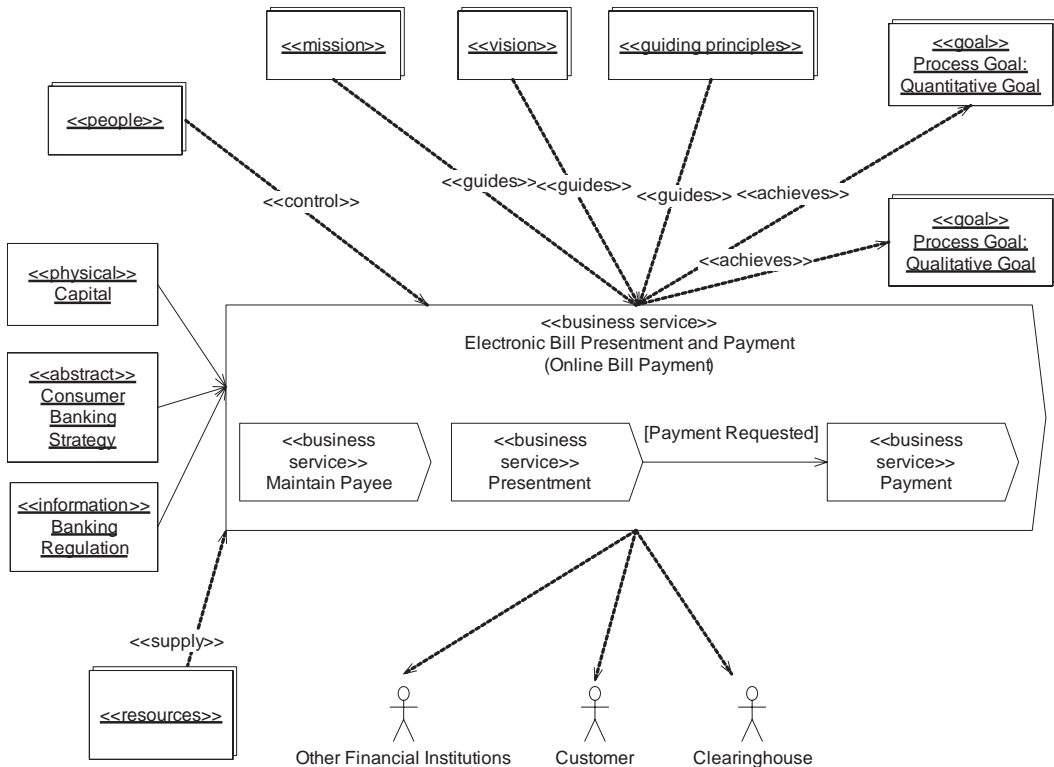 <<mission>>
<<vision>>
<<guiding principles>>
<<goal>>
Process Goal:
Quantitative Goal
<<people>>
<<guides>>
<<guides>>
<<guides>>
<<achieves>>
<<control>>
<<goal>>
Process Goal:
Qualitative Goal
<<achieves>>
<<physical>>
Capital
<<abstract>>
Consumer
Banking
Strategy
<<information>>
Banking
Regulation
<<business service>>
Electronic Bill Presentment and Payment
(Online Bill Payment)
<<business
service>>
Maintain Payee
<<business
service>>
Presentment
[Payment Requested]
<<business
service>>
Payment
<<supply>>
<<resources>>
Other Financial Institutions
Customer
Clearinghouse